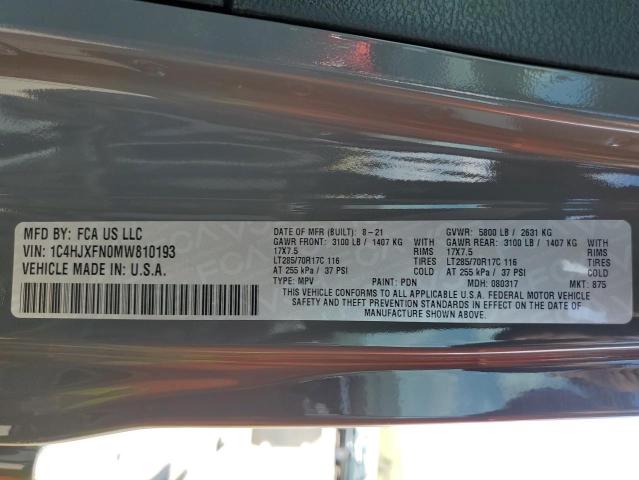 MFD BY: FCA US LLC
VIN: 1C4HJXFN0MW810193
VEHICLE MADE IN U.S.A.
DATE OF MFR (BUILT): 8-21 GVWR: 5800 LB / 2631 KG
GAWR FRONT: 3100 LB / 1407 KG WITH GAWR REAR: 3100 LB / 1407 KG WITH
17X7.5 RIMS 17X7.5 RIMS
LT285/70R17C 116 TIRES LT285/70R17C 116 TIRES
AT 255 kPa / 37 PSI COLD AT 255 kPa / 37 PSI COLD
TYPE: MPV PAINT: PDN MDH: 080317 MKT: 875
THIS VEHICLE CONFORMS TO ALL APPLICABLE U.S.A. FEDERAL MOTOR VEHICLE
SAFETY AND THEFT PREVENTION STANDARDS IN EFFECT ON THE DATE OF
MANUFACTURE SHOWN ABOVE.